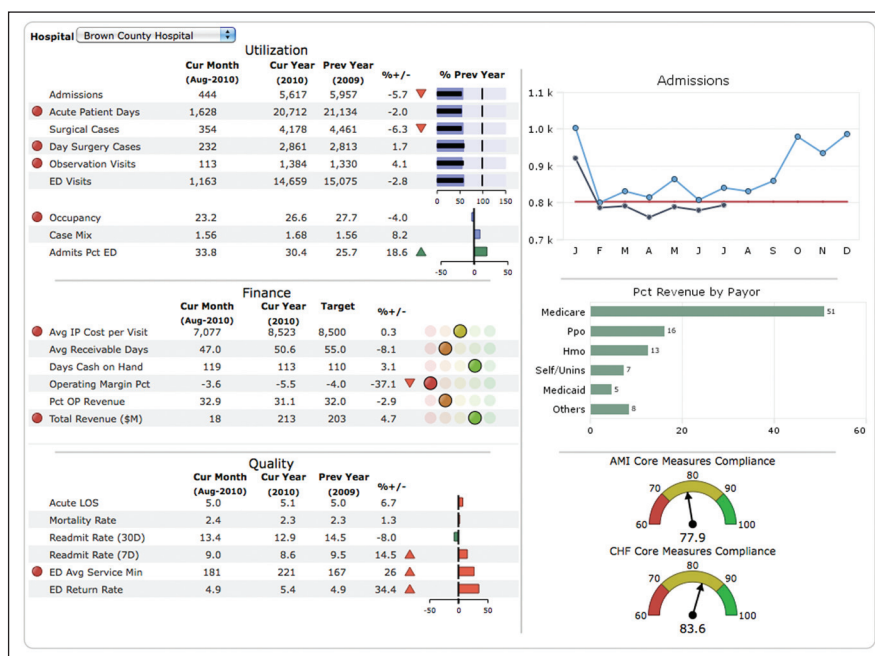 Hospital Brown County Hospital
Utilization
Cur Month Cur Year Prev Year %+/- % Prev Year
(Aug-2010) (2010) (2009)
Admissions 444 5,617 5,957 -5.7
Acute Patient Days 1,628 20,712 21,134 -2.0
Surgical Cases 354 4,178 4,461 -6.3
Day Surgery Cases 232 2,861 2,813 1.7
Observation Visits 113 1,384 1,330 4.1
ED Visits 1,163 14,659 15,075 -2.8
0 50 100 150
Occupancy 23.2 26.6 27.7 -4.0
Case Mix 1.56 1.68 1.56 8.2
Admits Pct ED 33.8 30.4 25.7 18.6
-50 0 50
Finance
Cur Month Cur Year Target %+/-
(Aug-2010) (2010)
Avg IP Cost per Visit 7,077 8,523 8,500 0.3
Avg Receivable Days 47.0 50.6 55.0 -8.1
Days Cash on Hand 119 113 110 3.1
Operating Margin Pct -3.6 -5.5 -4.0 -37.1
Pct OP Revenue 32.9 31.1 32.0 -2.9
Total Revenue ($M) 18 213 203 4.7
Quality
Cur Month Cur Year Prev Year %+/-
(Aug-2010) (2010) (2009)
Acute LOS 5.0 5.1 5.0 6.7
Mortality Rate 2.4 2.3 2.3 1.3
Readmit Rate (30D) 13.4 12.9 14.5 -8.0
Readmit Rate (7D) 9.0 8.6 9.5 14.5
ED Avg Service Min 181 221 167 26
ED Return Rate 4.9 5.4 4.9 34.4
-50 0 50
Admissions
1.1 k
1.0 k
0.9 k
0.8 k
0.7 k
J F M A M J J A S O N D
Pct Revenue by Payor
Medicare 51
Ppo 16
Hmo 13
Self/Unins 7
Medicaid 5
Others 8
0 20 40 60
AMI Core Measures Compliance
60 70 80 90 100
77.9
CHF Core Measures Compliance
60 70 80 90 100
83.6